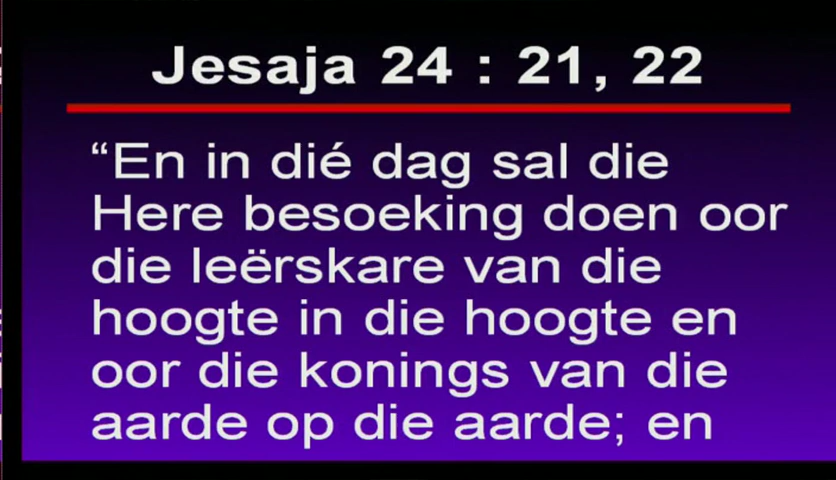 Jesaja 24 : 21, 22
“En in dié dag sal die
Here besoeking doen oor
die leërskare van die
hoogte in die hoogte en
oor die konings van die
aarde op die aarde; en